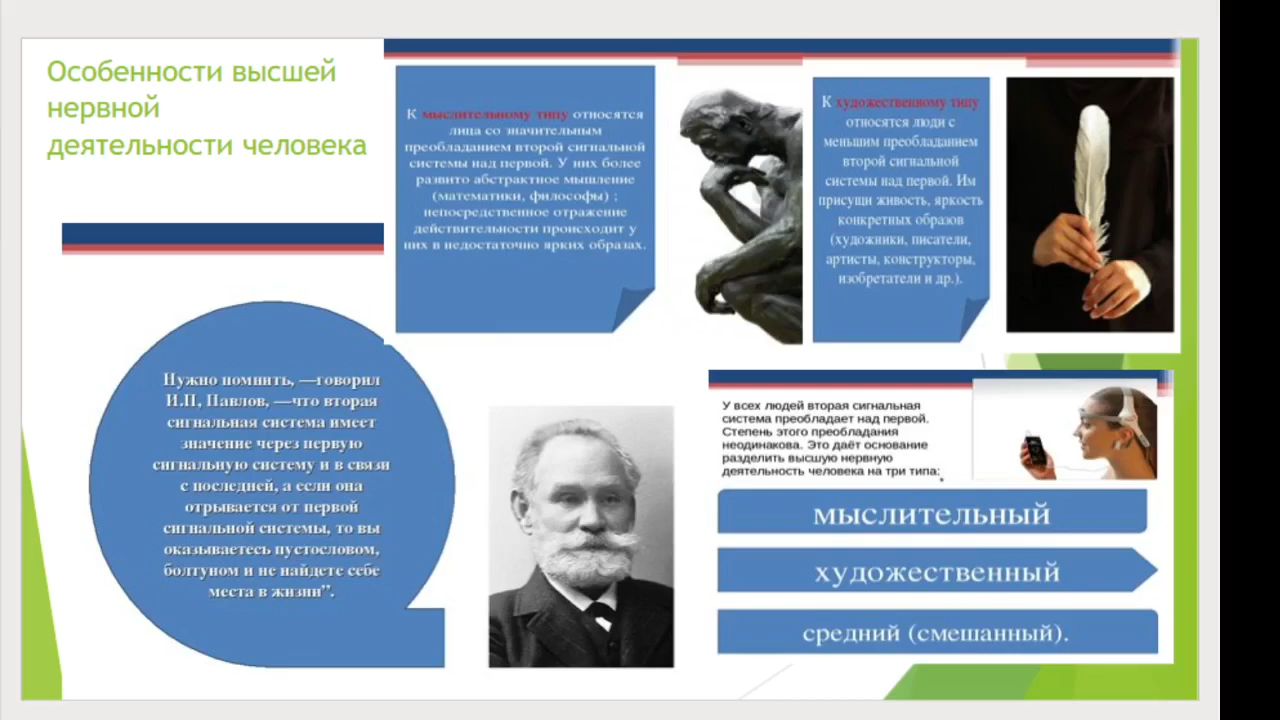 Особенности высшей
нервной
деятельности человека
К мыслительному типу относятся
лица со значительным
преобладанием второй сигнальной
системы над первой. У них более
развито абстрактное мышление
(математики, философы) ;
непосредственное отражение
действительности происходит у
них в недостаточно ярких образах.
К художественному типу
относятся люди с
меньшим преобладанием
второй сигнальной
системы над первой. Им
присущи живость, яркость
конкретных образов
(художники, писатели,
артисты, конструкторы,
изобретатели и др.).
Нужно помнить, —говорил
И.П, Павлов, —что вторая
сигнальная система имеет
значение через первую
сигнальную систему и в связи
с последней, а если она
отрывается от первой
сигнальной системы, то вы
оказываетесь пустословом,
болтуном и не найдете себе
места в жизни”.
У всех людей вторая сигнальная
система преобладает над первой.
Степень этого преобладания
неодинакова. Это даёт основание
разделить высшую нервную
деятельность человека на три типа:
мыслительный
художественный
средний (смешанный).